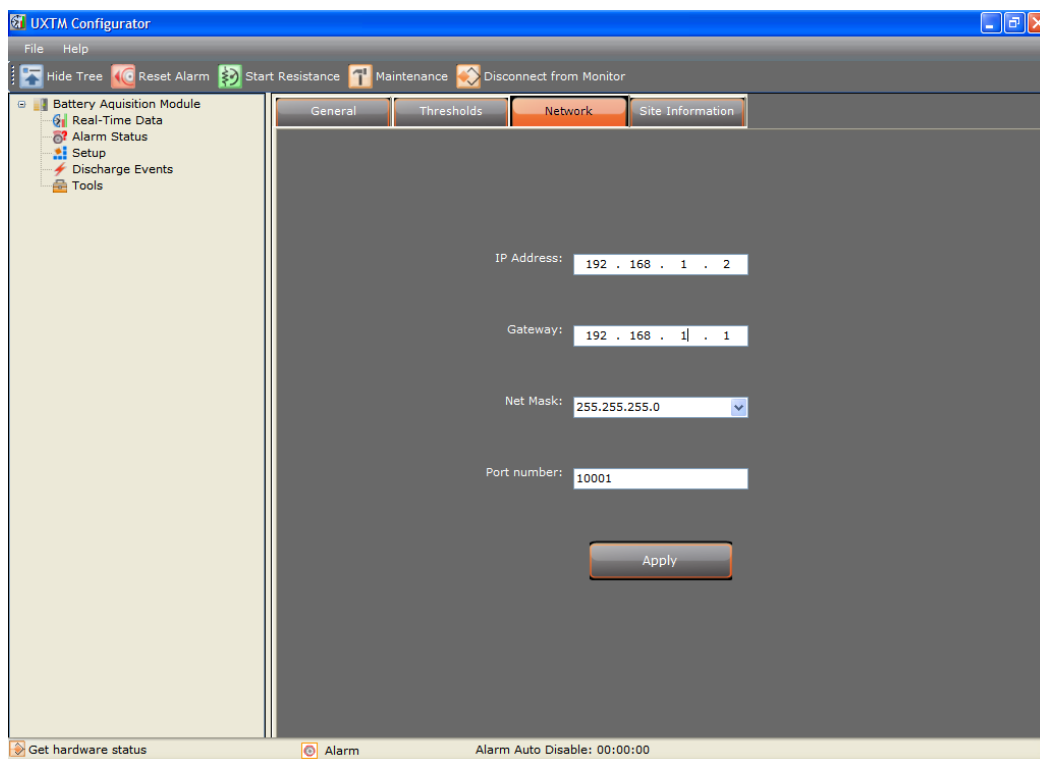 UXTM Configurator
File Help
Hide Tree Reset Alarm Start Resistance Maintenance Disconnect from Monitor
Battery Aquisition Module
Real-Time Data
Alarm Status
Setup
Discharge Events
Tools
General Thresholds Network Site Information
IP Address: 192 . 168 . 1 . 2
Gateway: 192 . 168 . 1 . 1
Net Mask: 255.255.255.0
Port number: 10001
Apply
Get hardware status Alarm Alarm Auto Disable: 00:00:00